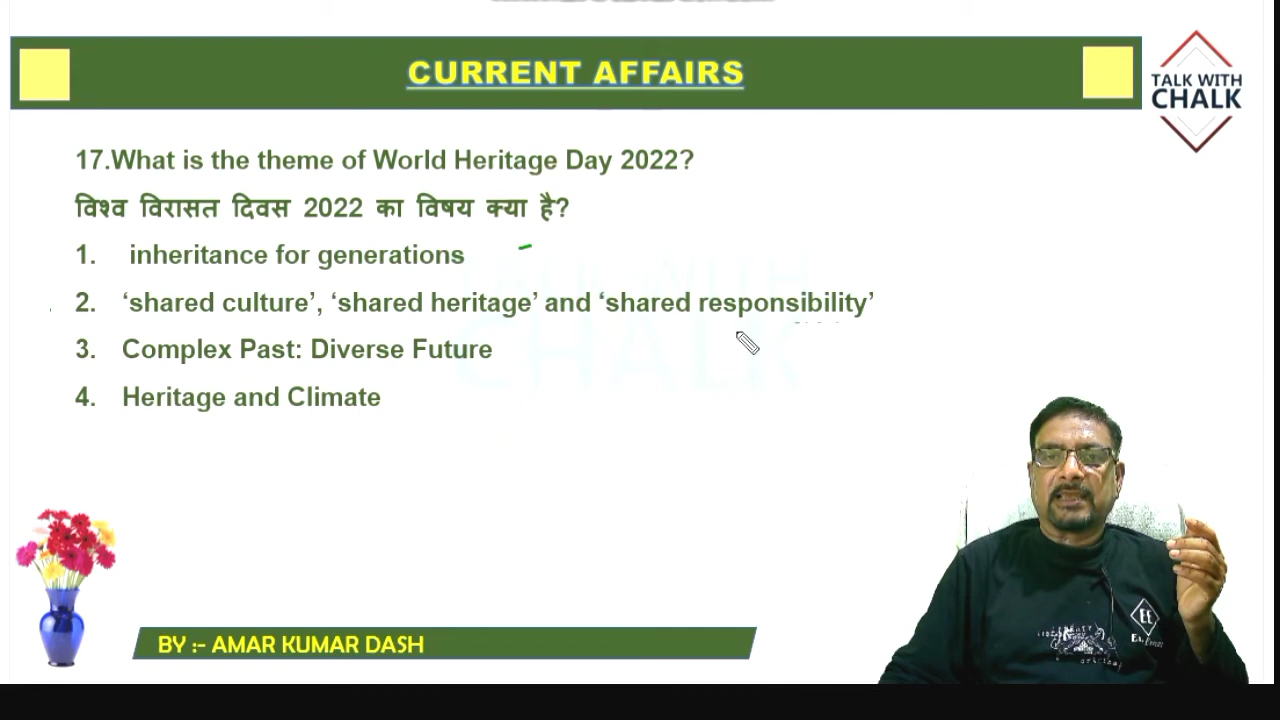 CURRENT AFFAIRS
TALK WITH
CHALK
17.What is the theme of World Heritage Day 2022?
विश्व विरासत दिवस 2022 का विषय क्या है?
1. inheritance for generations
2. ‘shared culture’, ‘shared heritage’ and ‘shared responsibility’
3. Complex Past: Diverse Future
4. Heritage and Climate
BY :- AMAR KUMAR DASH
EE